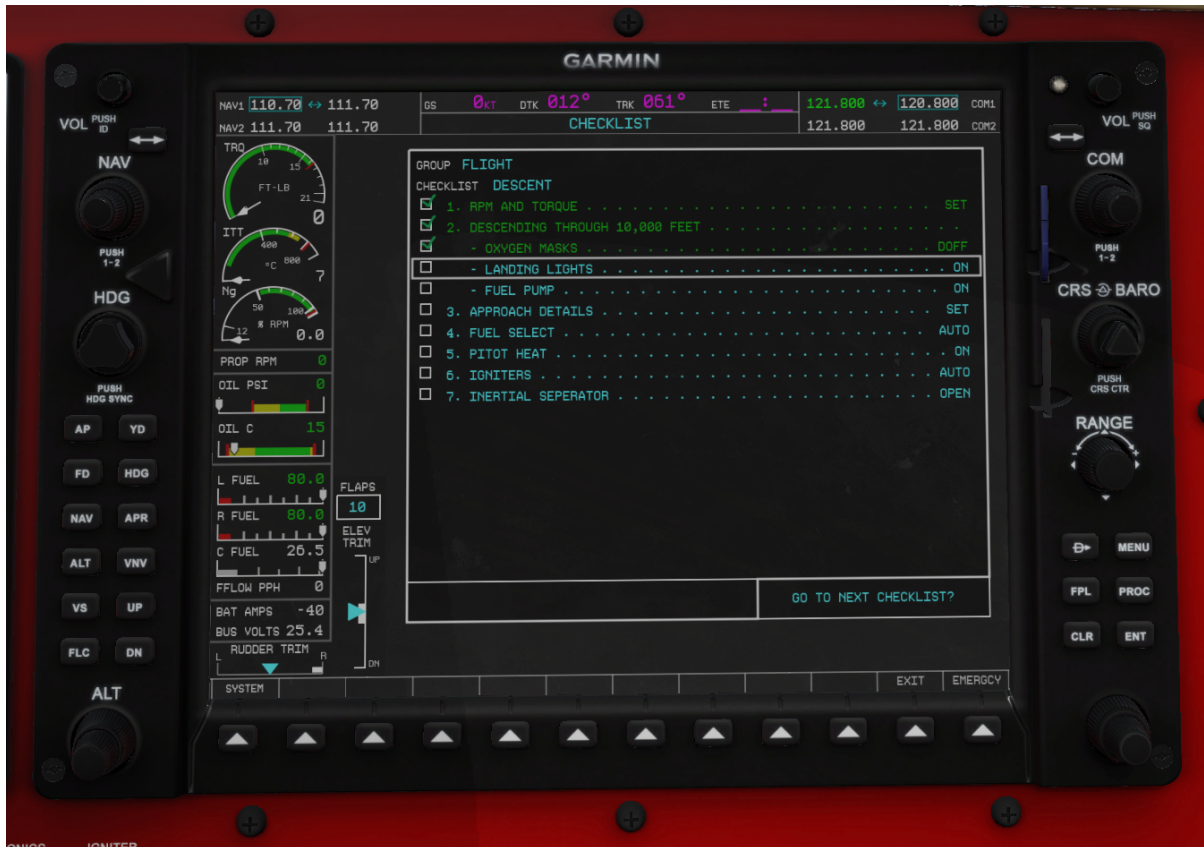 GARMIN
NAV1 110.70 ↔ 111.70
NAV2 111.70 111.70
GS 0KT DTK 012° TRK 061° ETE __:__
CHECKLIST
121.800 ↔ 120.800 COM1
121.800 120.800 COM2
VOL PUSH ID
NAV
PUSH 1-2
HDG
PUSH HDG SYNC
AP YD
FD HDG
NAV APR
ALT VNV
VS UP
FLC DN
ALT
TRQ
10 15
FT-LB
21
0
ITT
400
°C 800
7
Ng
50 100
12 % RPM
0.0
PROP RPM 0
OIL PSI 0
OIL C 15
L FUEL 80.0
R FUEL 80.0
C FUEL 26.5
FFLOW PPH 0
BAT AMPS -40
BUS VOLTS 25.4
RUDDER TRIM
L R
FLAPS
10
ELEV
TRIM
UP
DN
GROUP FLIGHT
CHECKLIST DESCENT
1. RPM AND TORQUE . . . . . . . . . . SET
2. DESCENDING THROUGH 10,000 FEET
- OXYGEN MASKS . . . . . . . . . . DOFF
- LANDING LIGHTS . . . . . . . . . . ON
- FUEL PUMP . . . . . . . . . . ON
3. APPROACH DETAILS . . . . . . . . . . SET
4. FUEL SELECT . . . . . . . . . . AUTO
5. PITOT HEAT . . . . . . . . . . ON
6. IGNITERS . . . . . . . . . . AUTO
7. INERTIAL SEPERATOR . . . . . . . . . . OPEN
GO TO NEXT CHECKLIST?
SYSTEM
EXIT
EMERGCY
VOL PUSH SQ
COM
PUSH 1-2
CRS BARO
PUSH CRS CTR
RANGE
- +
D MENU
FPL PROC
CLR ENT
IGNITER